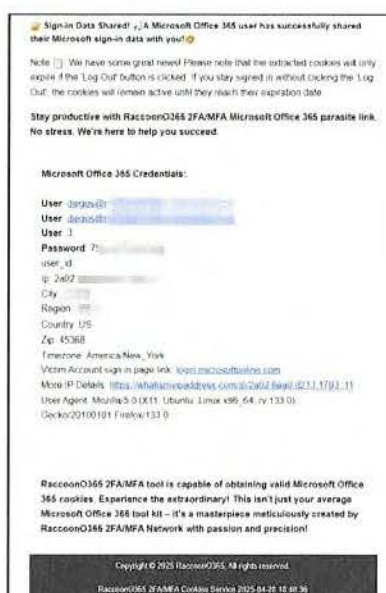 Sign-in Data Shared! A Microsoft Office 365 user has successfully shared
their Microsoft sign-in data with you!
Note We have some great news! Please note that the extracted cookies will only
expire if the 'Log Out' button is clicked. If you stay signed in without clicking the 'Log
Out', the cookies will remain active until they reach their expiration date
Stay productive with RaccoonO365 2FA/MFA Microsoft Office 365 parasite link.
No stress. We're here to help you succeed.
Microsoft Office 365 Credentials:
User
User
User
Password
user_id
Ip 2a02
City
Region
Country US
Zip 45368
Timezone America/New_York
Victim Account sign in page link login.microsoftonline.com
More IP Details
User Agent Mozilla/5.0 (X11; Ubuntu; Linux x86_64; rv:133.0)
Gecko/20100101 Firefox/133.0
RaccoonO365 2FA/MFA tool is capable of obtaining valid Microsoft Office
365 cookies. Experience the extraordinary! This isn't just your average
Microsoft Office 365 tool kit – it's a masterpiece meticulously created by
RaccoonO365 2FA/MFA Network with passion and precision!
Copyright © 2025 RaccoonO365, All rights reserved.
RaccoonO365 2FA/MFA Cookies Service